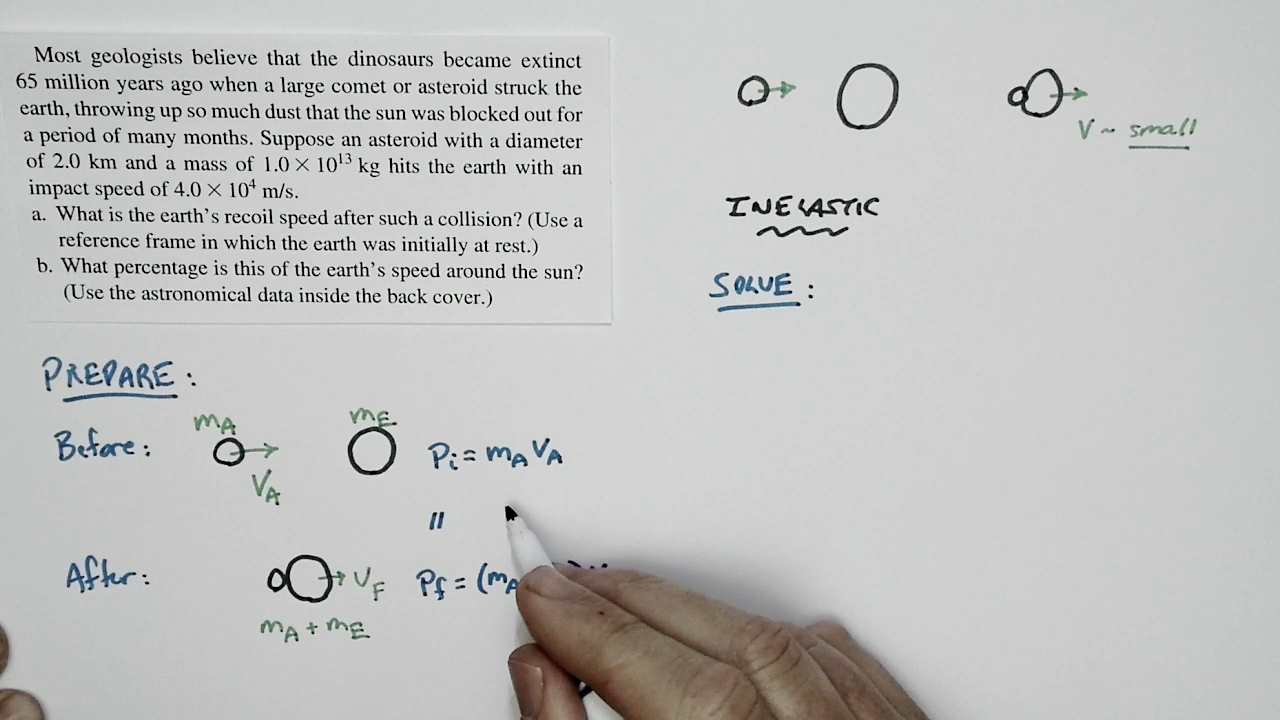 Most geologists believe that the dinosaurs became extinct
65 million years ago when a large comet or asteroid struck the
earth, throwing up so much dust that the sun was blocked out for
a period of many months. Suppose an asteroid with a diameter
of 2.0 km and a mass of 1.0 × 10¹³ kg hits the earth with an
impact speed of 4.0 × 10⁴ m/s.
a. What is the earth's recoil speed after such a collision? (Use a
reference frame in which the earth was initially at rest.)
b. What percentage is this of the earth's speed around the sun?
(Use the astronomical data inside the back cover.)
V ~ small
INELASTIC
SOLVE :
PREPARE :
mA mE
Before: Pi = mA VA
VA
"
After: VF Pf = (mA
mA + mE